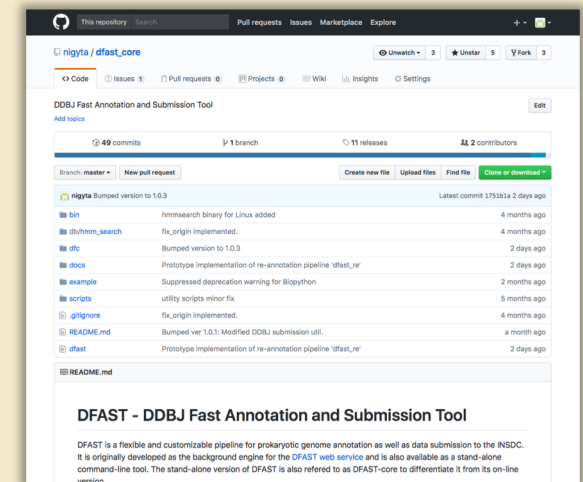 This repository Search Pull requests Issues Marketplace Explore
nigyta / dfast_core Unwatch 3 Unstar 5 Fork 3
Code Issues 1 Pull requests 0 Projects 0 Wiki Insights Settings
DDBJ Fast Annotation and Submission Tool Edit
Add topics
49 commits 1 branch 11 releases 2 contributors
Branch: master New pull request Create new file Upload files Find file Clone or download
nigyta Bumped version to 1.0.3 Latest commit 1751b1a 2 days ago
bin hmmsearch binary for Linux added 4 months ago
db/hmm_search fix_origin implemented. 4 months ago
dfc Bumped version to 1.0.3 2 days ago
docs Prototype implementation of re-annotation pipeline 'dfast_re' 2 days ago
example Suppressed deprecation warning for Biopython 2 months ago
scripts utility scripts minor fix 5 months ago
.gitignore fix_origin implemented. 4 months ago
README.md Bumped ver 1.0.1: Modified DDBJ submission util. a month ago
dfast Prototype implementation of re-annotation pipeline 'dfast_re' 2 days ago
README.md
DFAST - DDBJ Fast Annotation and Submission Tool
DFAST is a flexible and customizable pipeline for prokaryotic genome annotation as well as data submission to the INSDC.
It is originally developed as the background engine for the DFAST web service and is also available as a stand-alone
command-line tool. The stand-alone version of DFAST is also refered to as DFAST-core to differentiate it from its on-line
version.